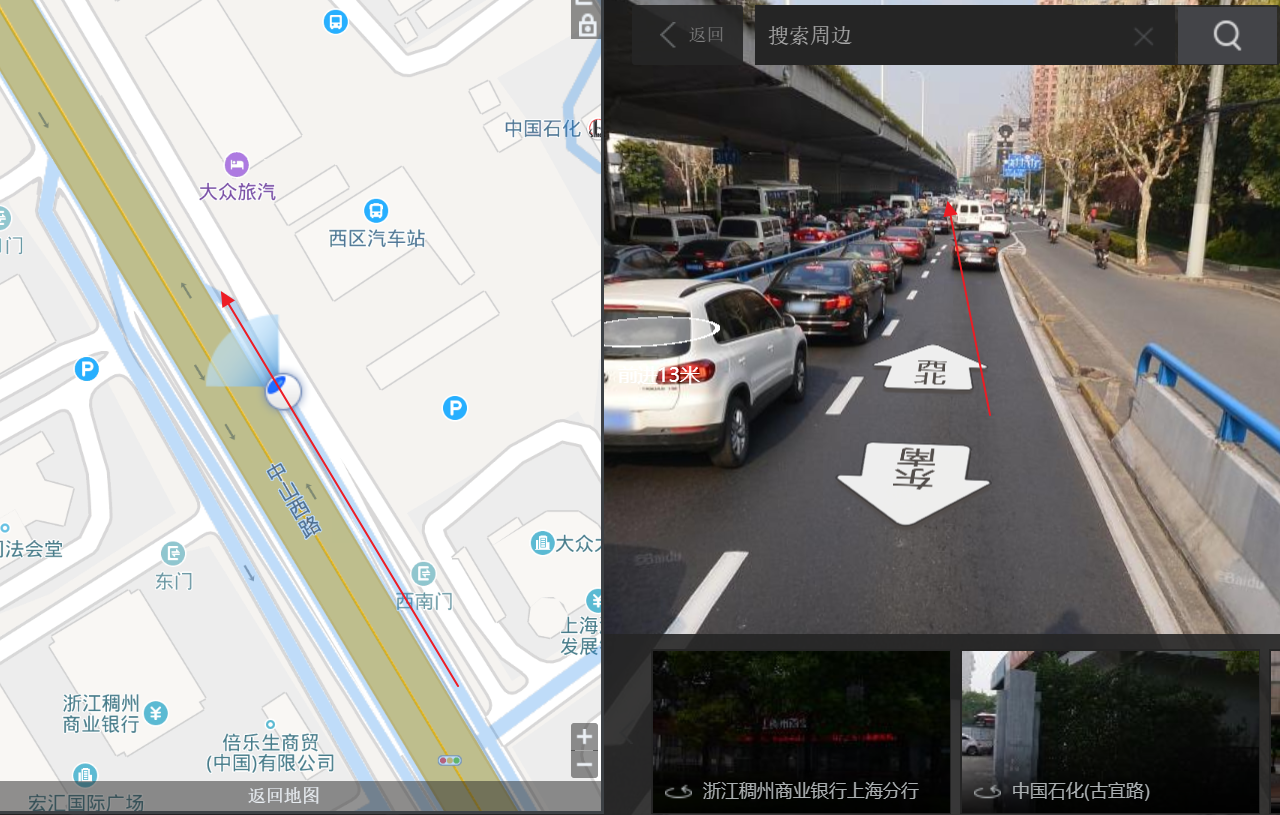 中国石化
大众旅汽
西区汽车站
门
P
P
中山西路
司法会堂
东门
西南门
大众大
上海
发展
浙江稠州
商业银行
倍乐生商贸
(中国)有限公司
宏汇国际广场
返回地图
返回
搜索周边
13米
西北
东南
©Baidu
©Baidu
浙江稠州商业银行上海分行
中国石化(古宜路)